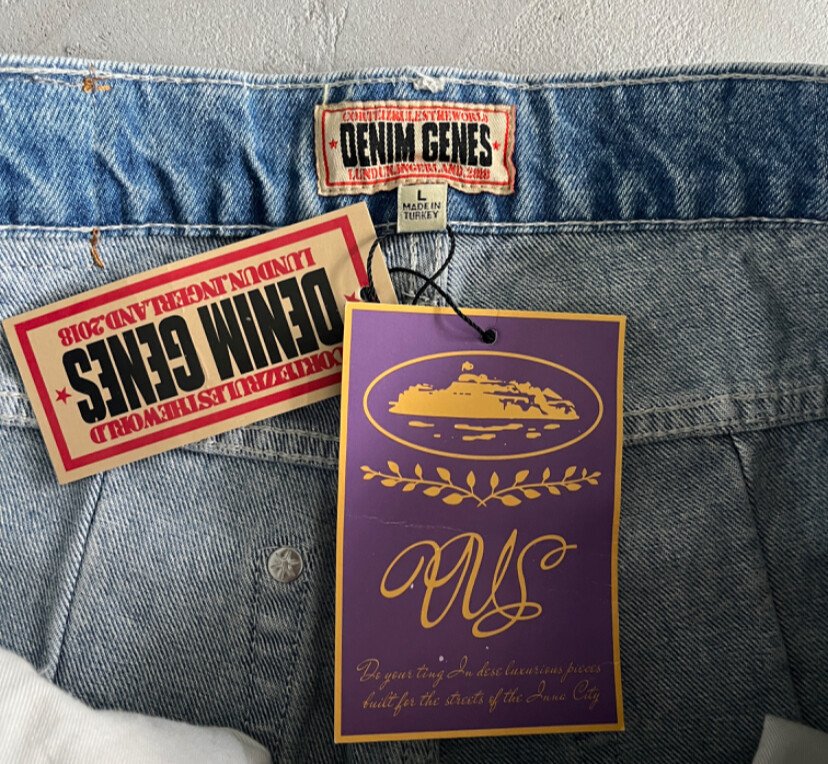 CORTEIZRULESTHEWORLD
DENIM GENES
LUNDUN.INGERLAND.2018
L
MADE IN
TURKEY
CORTEIZRULESTHEWORLD
DENIM GENES
LUNDUN.INGERLAND.2018
Do your ting In dese luxurious pieces
built for the streets of the Inna City